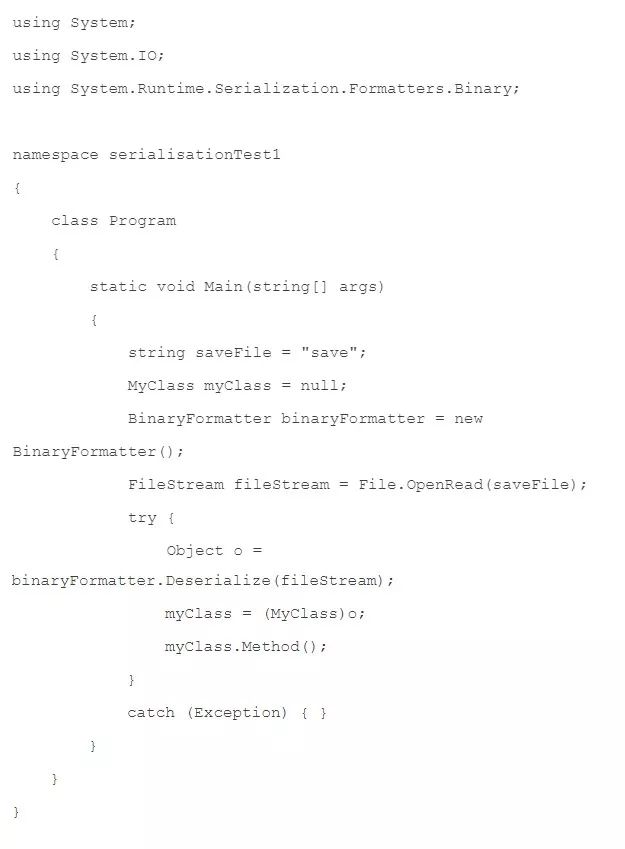 using System;
using System.IO;
using System.Runtime.Serialization.Formatters.Binary;
namespace serialisationTest1
{
    class Program
    {
        static void Main(string[] args)
        {
            string saveFile = "save";
            MyClass myClass = null;
            BinaryFormatter binaryFormatter = new
BinaryFormatter();
            FileStream fileStream = File.OpenRead(saveFile);
            try {
                Object o =
binaryFormatter.Deserialize(fileStream);
                myClass = (MyClass)o;
                myClass.Method();
            }
            catch (Exception) { }
        }
    }
}